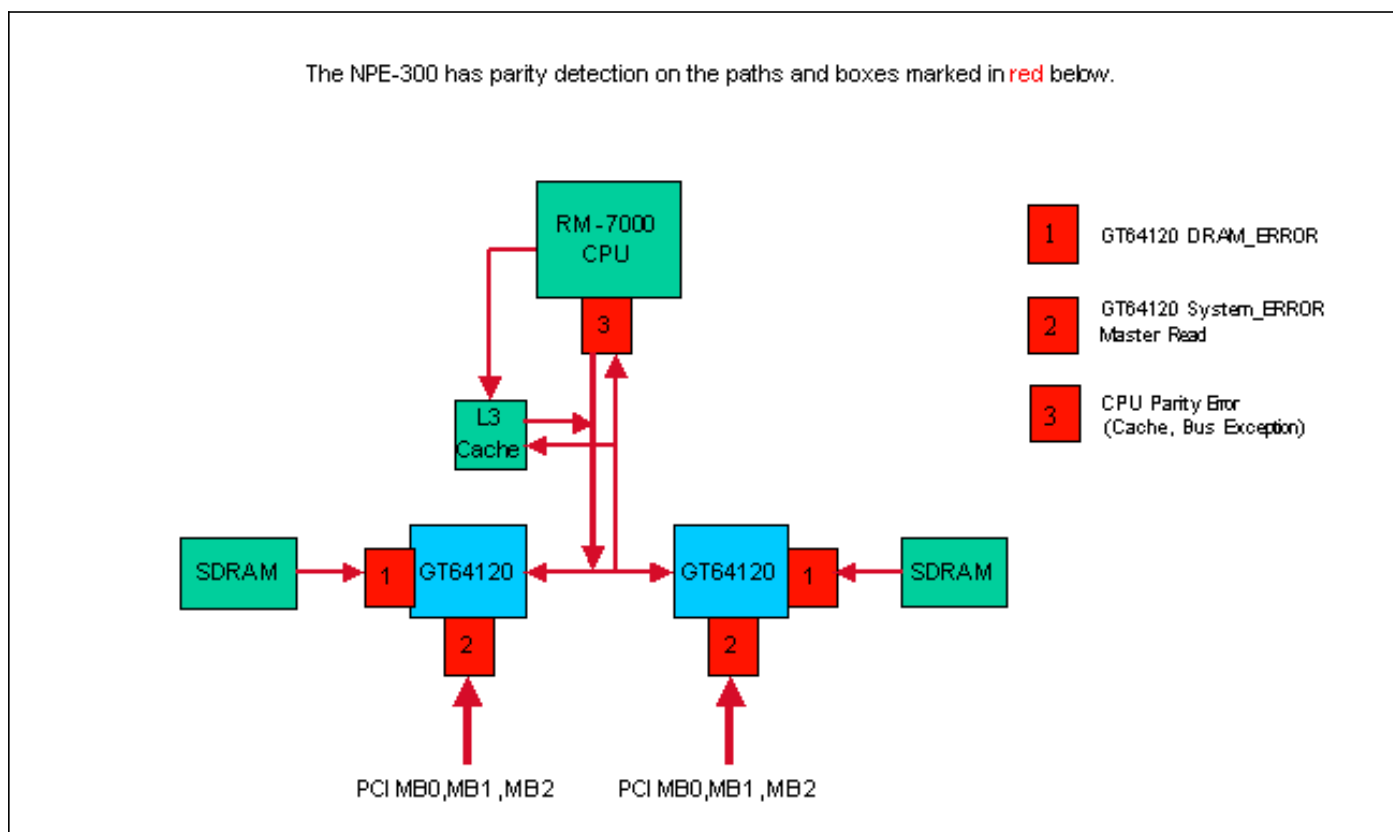 The NPE-300 has parity detection on the paths and boxes marked in red below.
RM-7000
CPU
3
L3
Cache
1
GT64120 DRAM_ERROR
2
GT64120 System_ERROR
Master Read
3
CPU Parity Error
(Cache, Bus Exception)
SDRAM
1
GT64120
GT64120
1
SDRAM
2
2
PCI MB0,MB1,MB2
PCI MB0,MB1,MB2